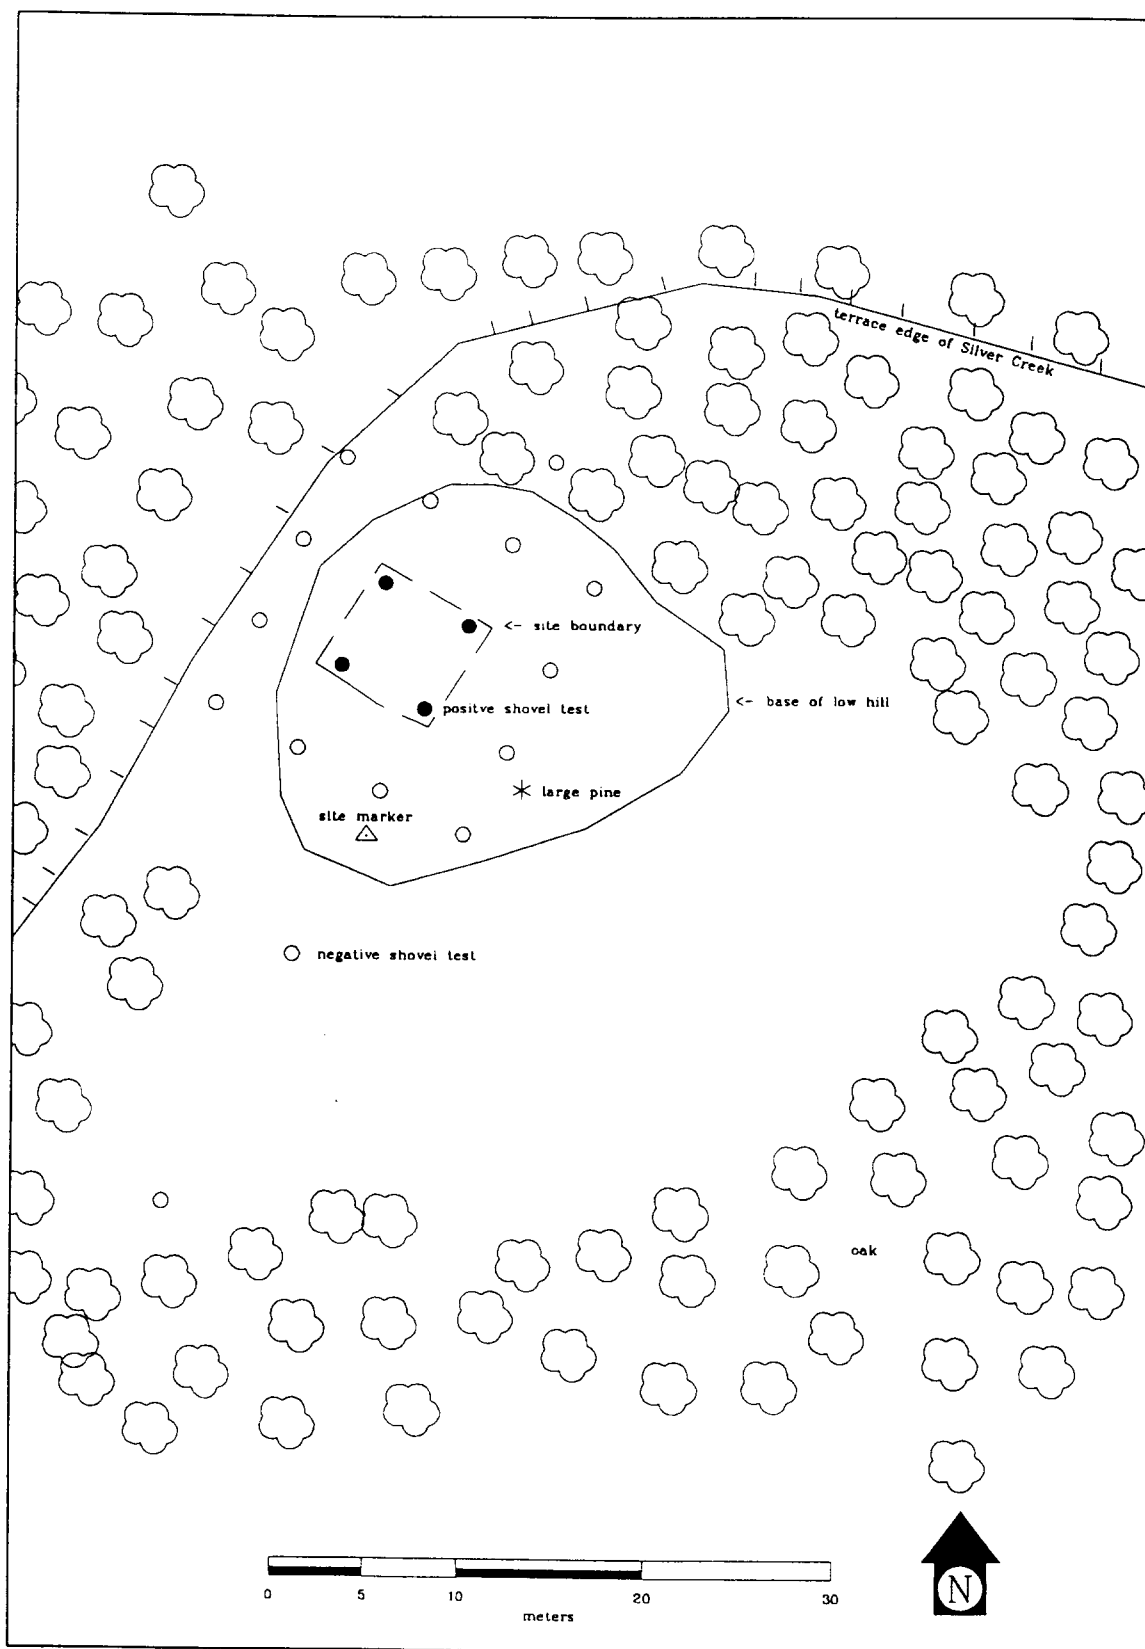 terrace edge of Silver Creek
<- site boundary
<- base of low hill
positve shovel test
large pine
site marker
negative shovel test
oak
0 5 10 20 30
meters
N